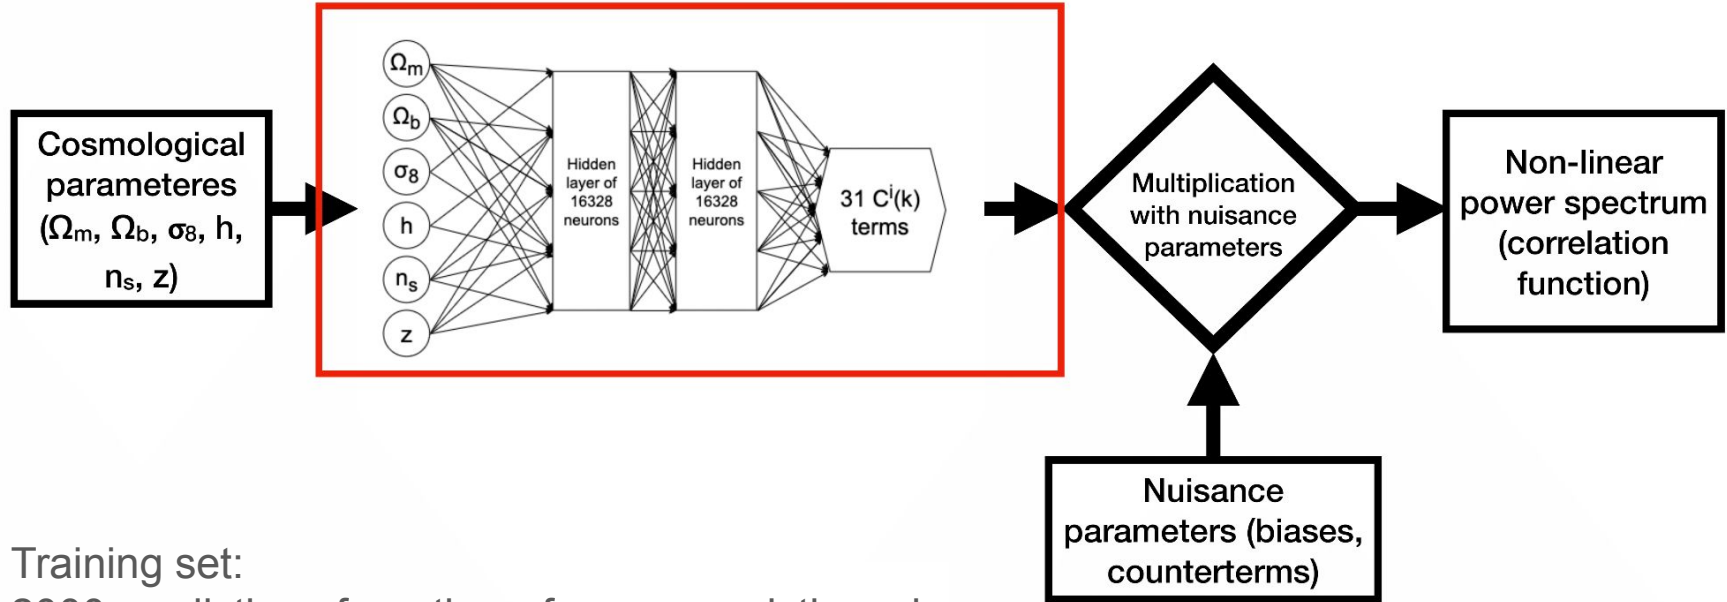 Cosmological
parameteres
(Ωm, Ωb, σ8, h,
ns, z)
Ωm
Ωb
σ8
h
ns
z
Hidden
layer of
16328
neurons
Hidden
layer of
16328
neurons
31 Cⁱ(k)
terms
Multiplication
with nuisance
parameters
Non-linear
power spectrum
(correlation
function)
Nuisance
parameters (biases,
counterterms)
Training set: